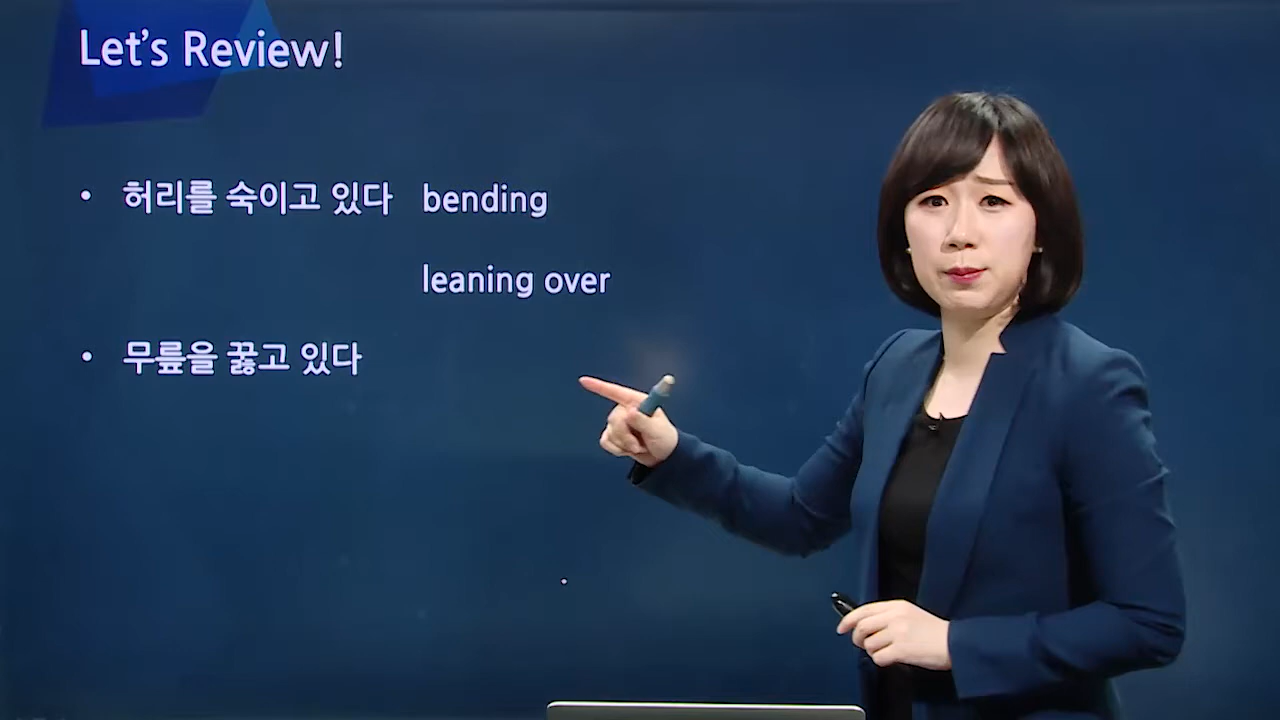 Let's Review!
• 허리를 숙이고 있다 bending
leaning over
• 무릎을 꿇고 있다